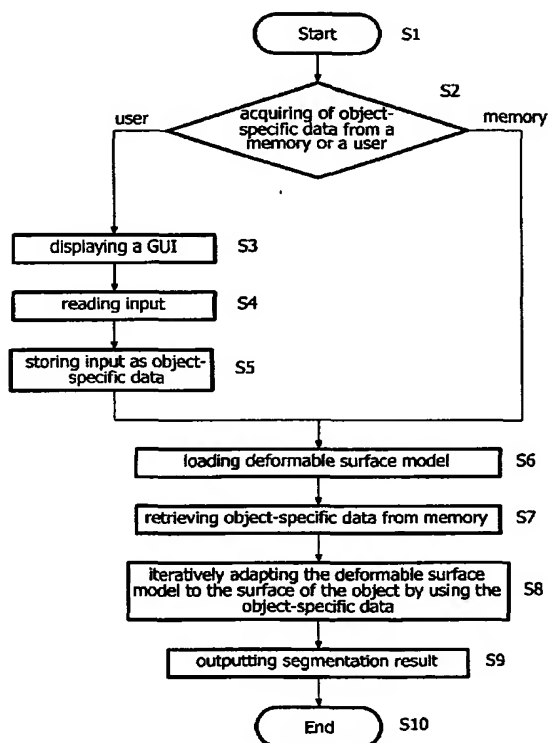 Start S1
S2
acquiring of object-
specific data from a
memory or a user
user
memory
displaying a GUI S3
reading input S4
storing input as object-
specific data S5
loading deformable surface model S6
retrieving object-specific data from memory S7
iteratively adapting the deformable surface
model to the surface of the object by using the
object-specific data S8
outputting segmentation result S9
End S10